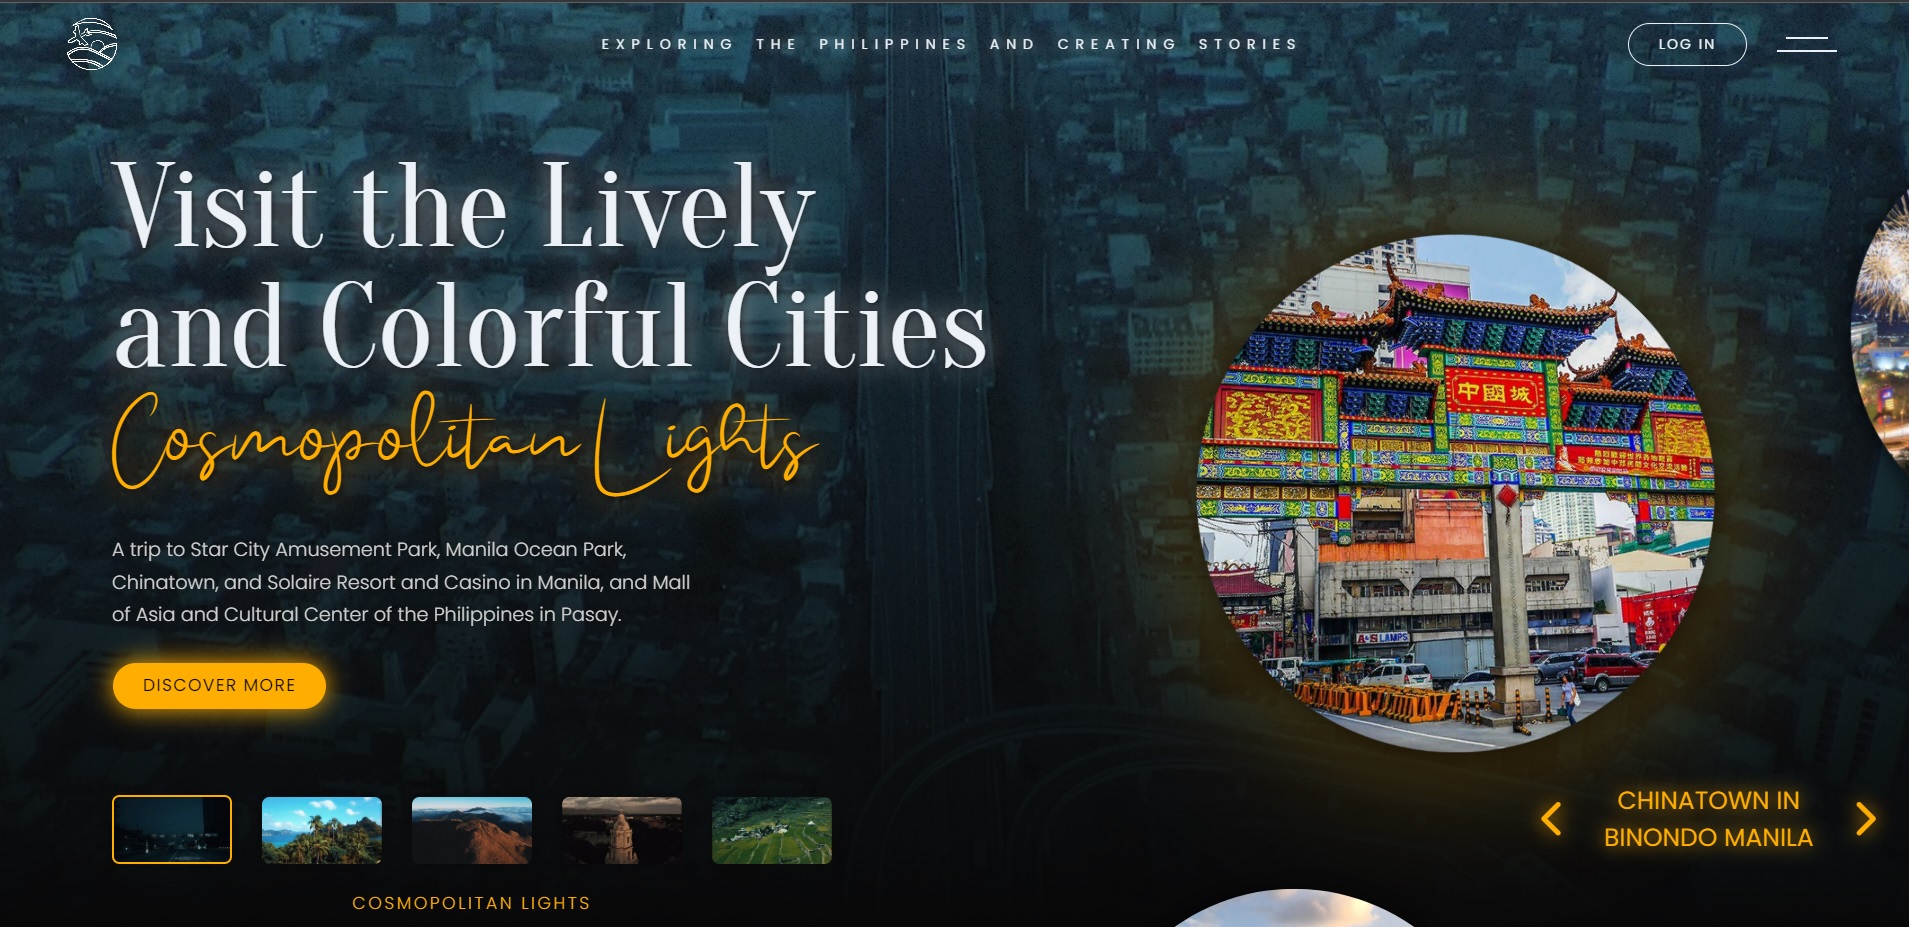 EXPLORING THE PHILIPPINES AND CREATING STORIES
LOG IN
Visit the Lively
and Colorful Cities
Cosmopolitan Lights
A trip to Star City Amusement Park, Manila Ocean Park,
Chinatown, and Solaire Resort and Casino in Manila, and Mall
of Asia and Cultural Center of the Philippines in Pasay.
DISCOVER MORE
COSMOPOLITAN LIGHTS
中國城
A&S LAMPS
CHINATOWN IN
BINONDO MANILA